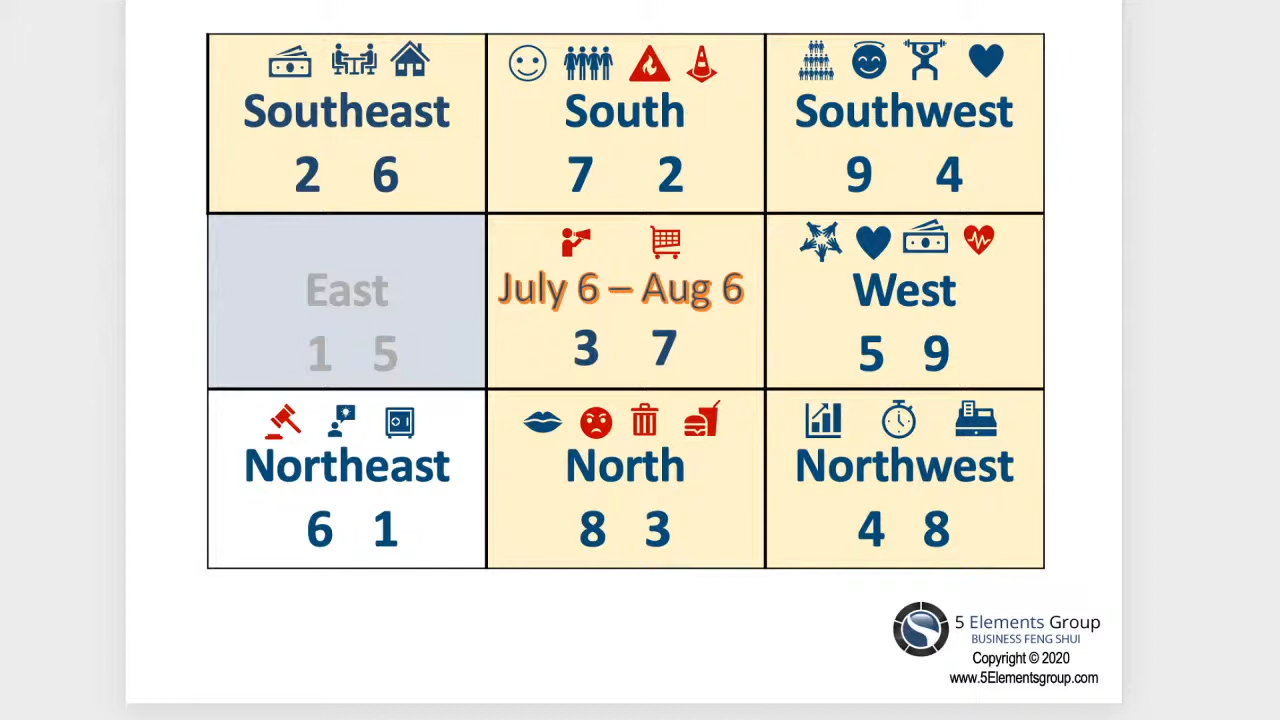 Southeast
2 6
South
7 2
Southwest
9 4
East
1 5
July 6 – Aug 6
3 7
West
5 9
Northeast
6 1
North
8 3
Northwest
4 8
5 Elements Group
BUSINESS FENG SHUI
Copyright © 2020
www.5Elementsgroup.com